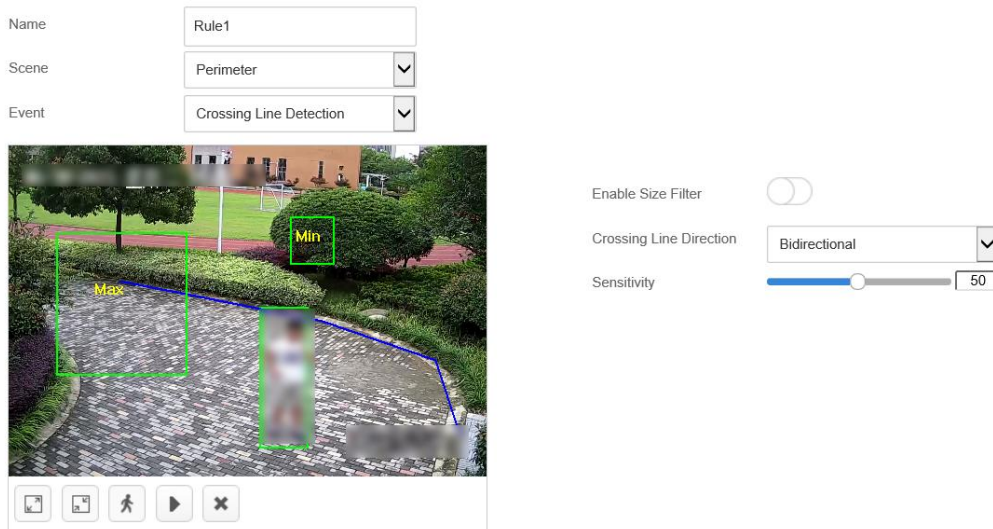 Name
Rule1
Scene
Perimeter
Event
Crossing Line Detection
Min
Max
Enable Size Filter
Crossing Line Direction
Bidirectional
Sensitivity
50